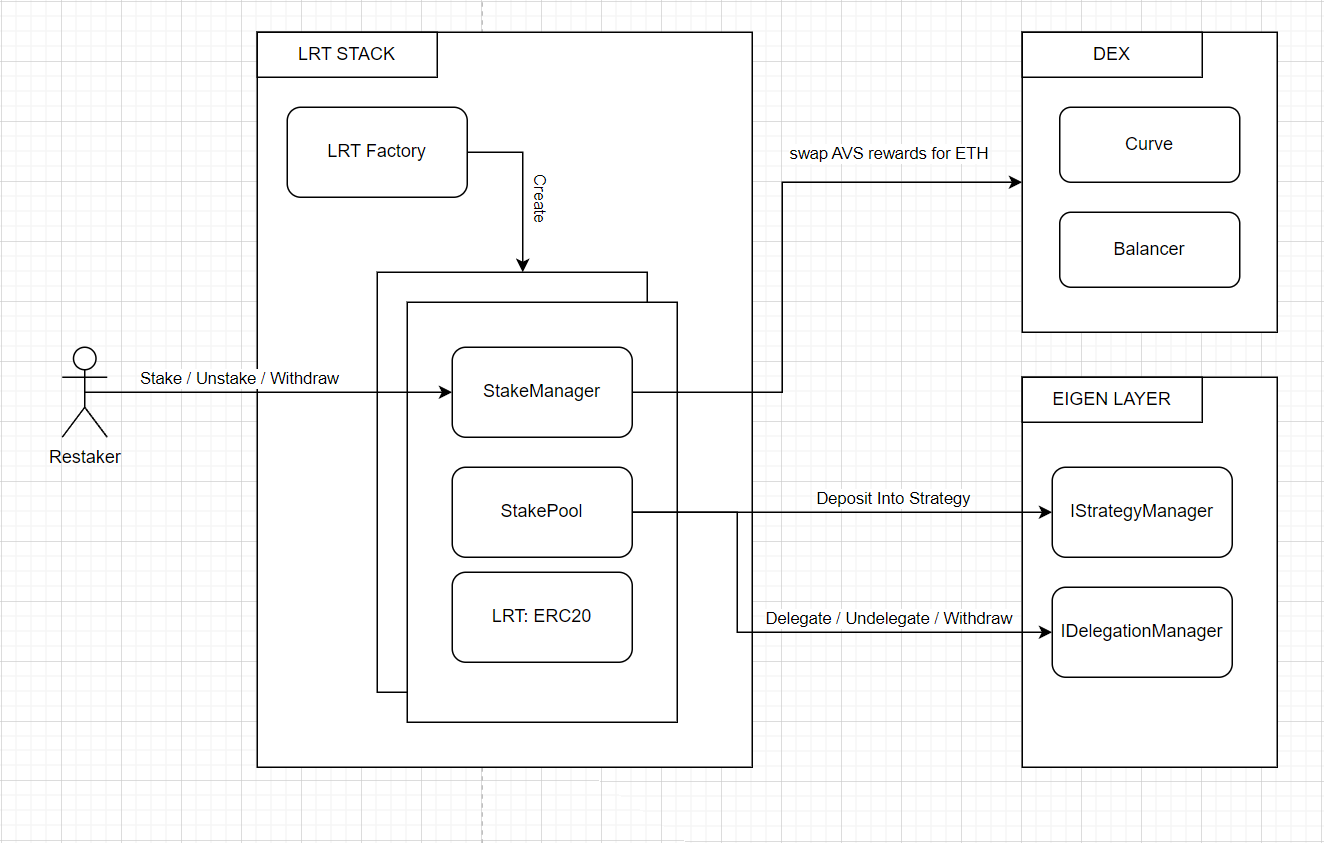 LRT STACK
LRT Factory
Create
Stake / Unstake / Withdraw
Restaker
StakeManager
StakePool
LRT: ERC20
swap AVS rewards for ETH
DEX
Curve
Balancer
EIGEN LAYER
Deposit Into Strategy
IStrategyManager
Delegate / Undelegate / Withdraw
IDelegationManager